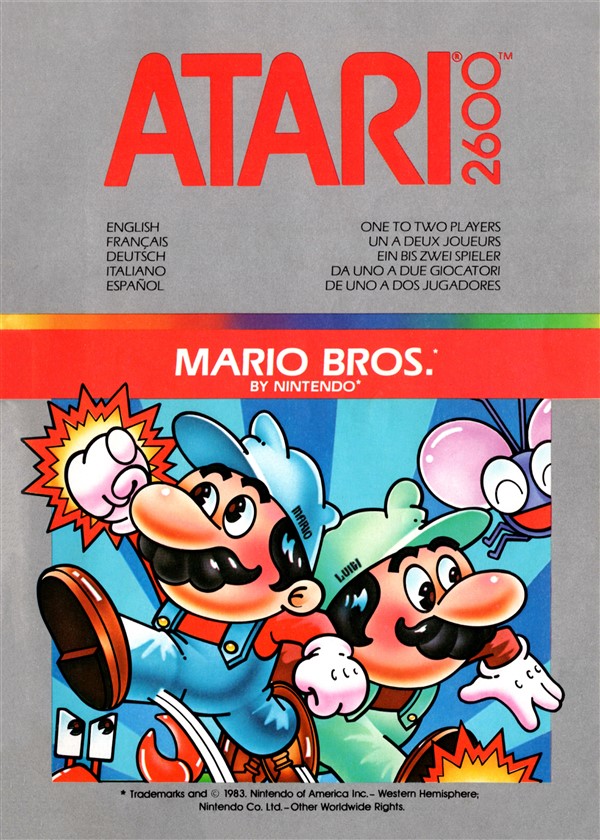 ATARI® 2600™
ENGLISH
FRANÇAIS
DEUTSCH
ITALIANO
ESPAÑOL
ONE TO TWO PLAYERS
UN A DEUX JOUEURS
EIN BIS ZWEI SPIELER
DA UNO A DUE GIOCATORI
DE UNO A DOS JUGADORES
MARIO BROS.*
BY NINTENDO*
MARIO
LUIGI
* Trademarks and © 1983, Nintendo of America Inc.– Western Hemisphere;
Nintendo Co. Ltd.–Other Worldwide Rights.